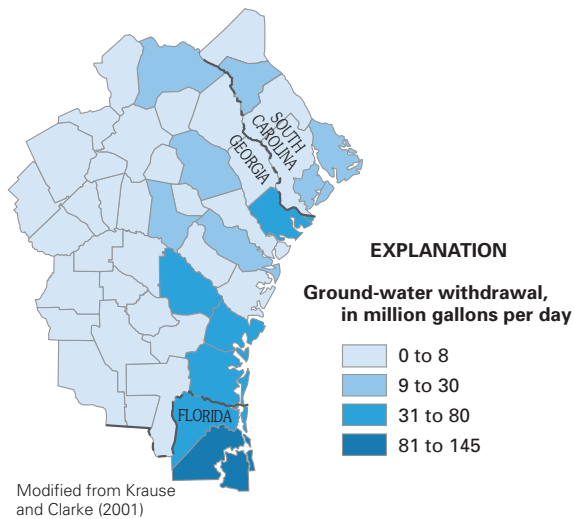 SOUTH
CAROLINA
GEORGIA
EXPLANATION
Ground-water withdrawal,
in million gallons per day
0 to 8
9 to 30
31 to 80
81 to 145
FLORIDA
Modified from Krause
and Clarke (2001)